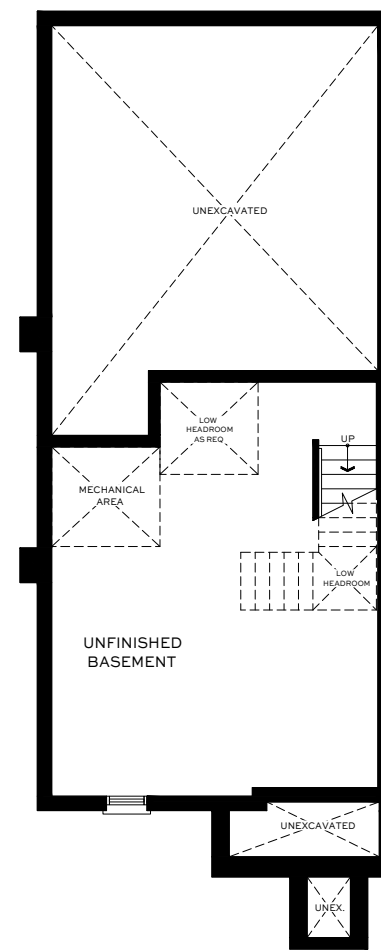 UNEXCAVATED
LOW
HEADROOM
AS REQ
UP
MECHANICAL
AREA
LOW
HEADROOM
UNFINISHED
BASEMENT
UNEXCAVATED
UNEX.